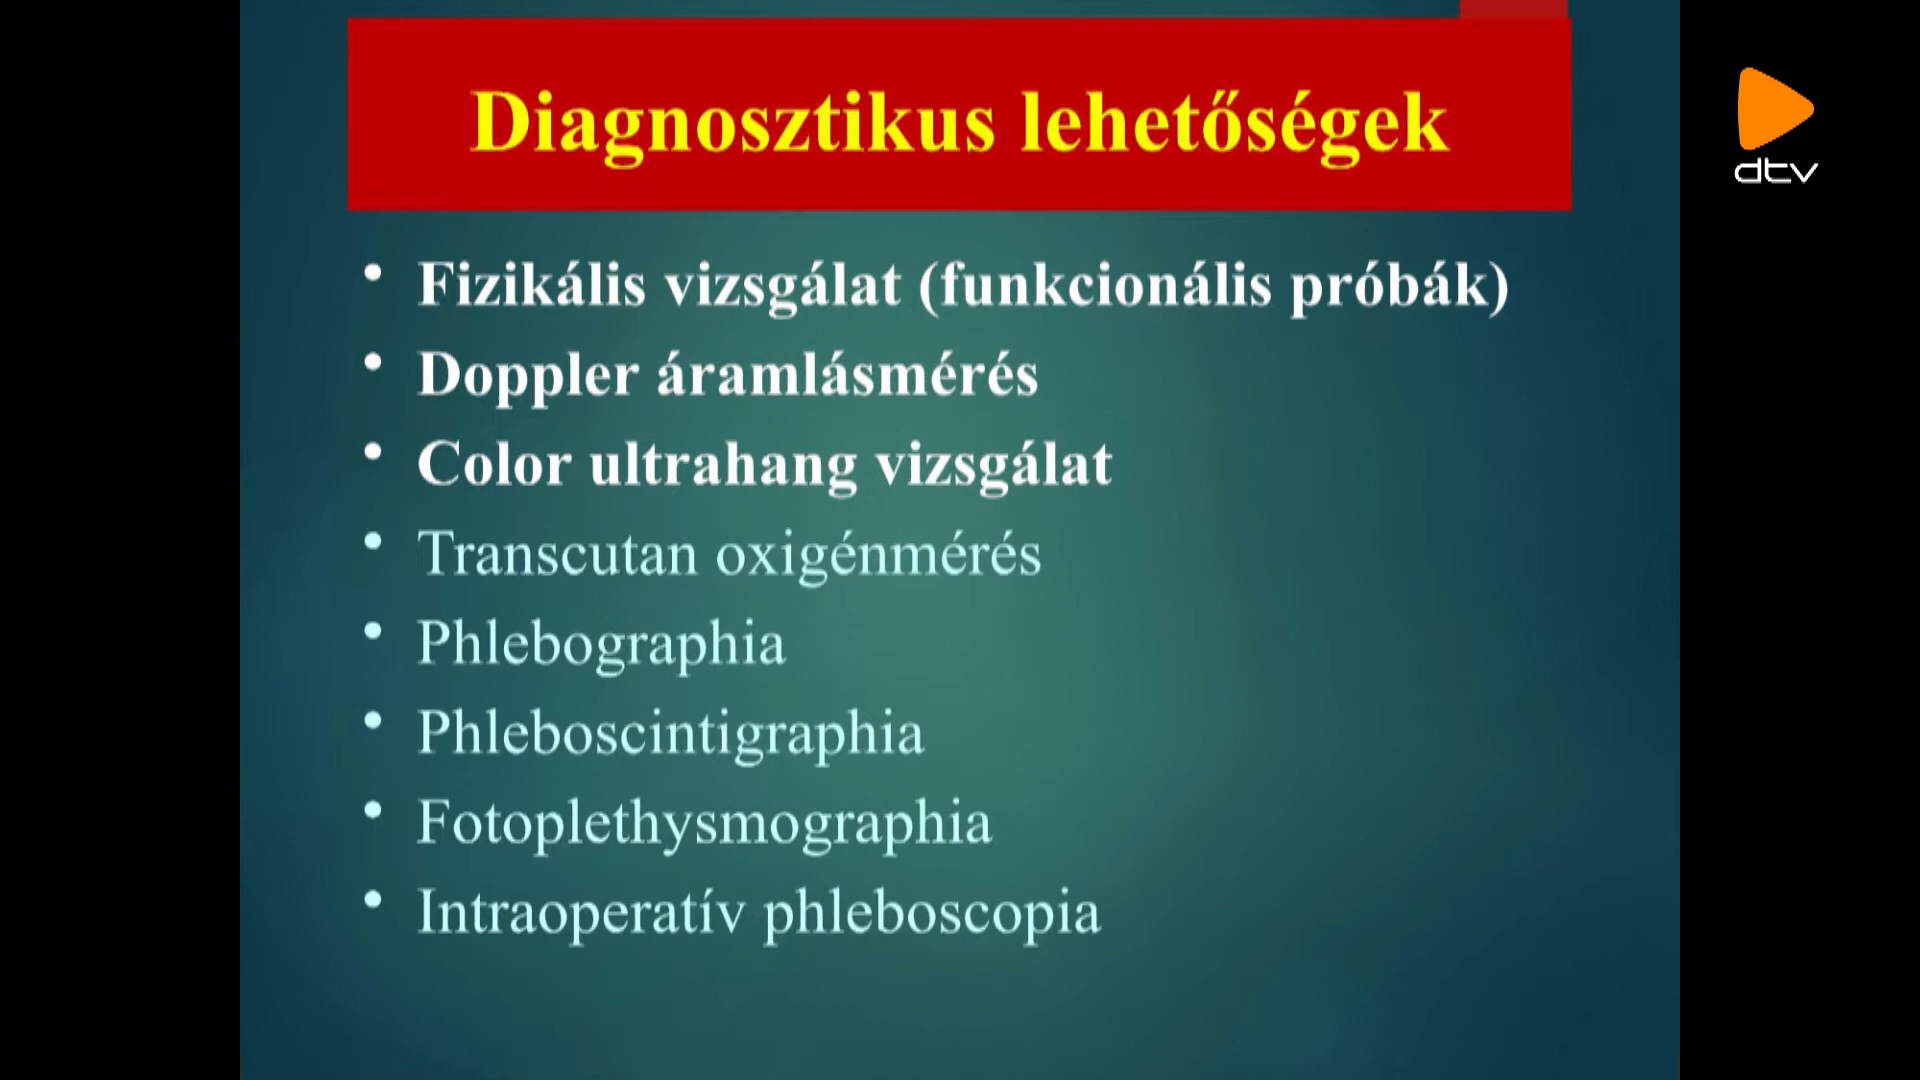 Diagnosztikus lehetőségek
dtv
• Fizikális vizsgálat (funkcionális próbák)
• Doppler áramlásmérés
• Color ultrahang vizsgálat
• Transcutan oxigénmérés
• Phlebographia
• Phleboscintigraphia
• Fotoplethysmographia
• Intraoperatív phleboscopia